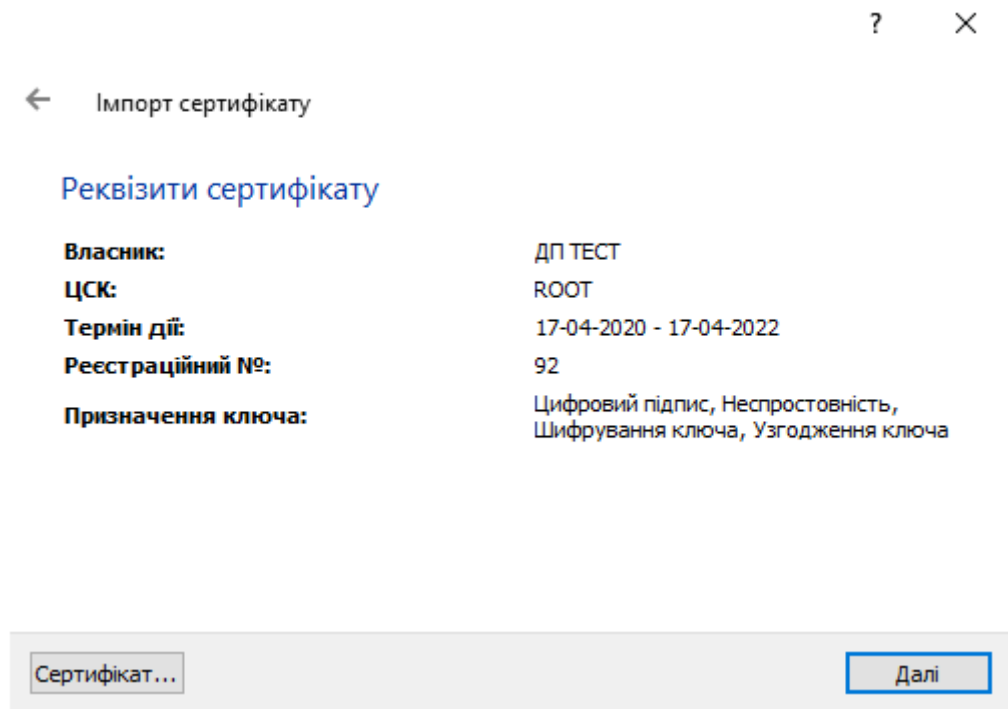 ?
Імпорт сертифікату
Реквізити сертифікату
Власник: ДП ТЕСТ
ЦСК: ROOT
Термін дії: 17-04-2020 - 17-04-2022
Реєстраційний №: 92
Призначення ключа: Цифровий підпис, Неспростовність,
Шифрування ключа, Узгодження ключа
Сертифікат... Далі